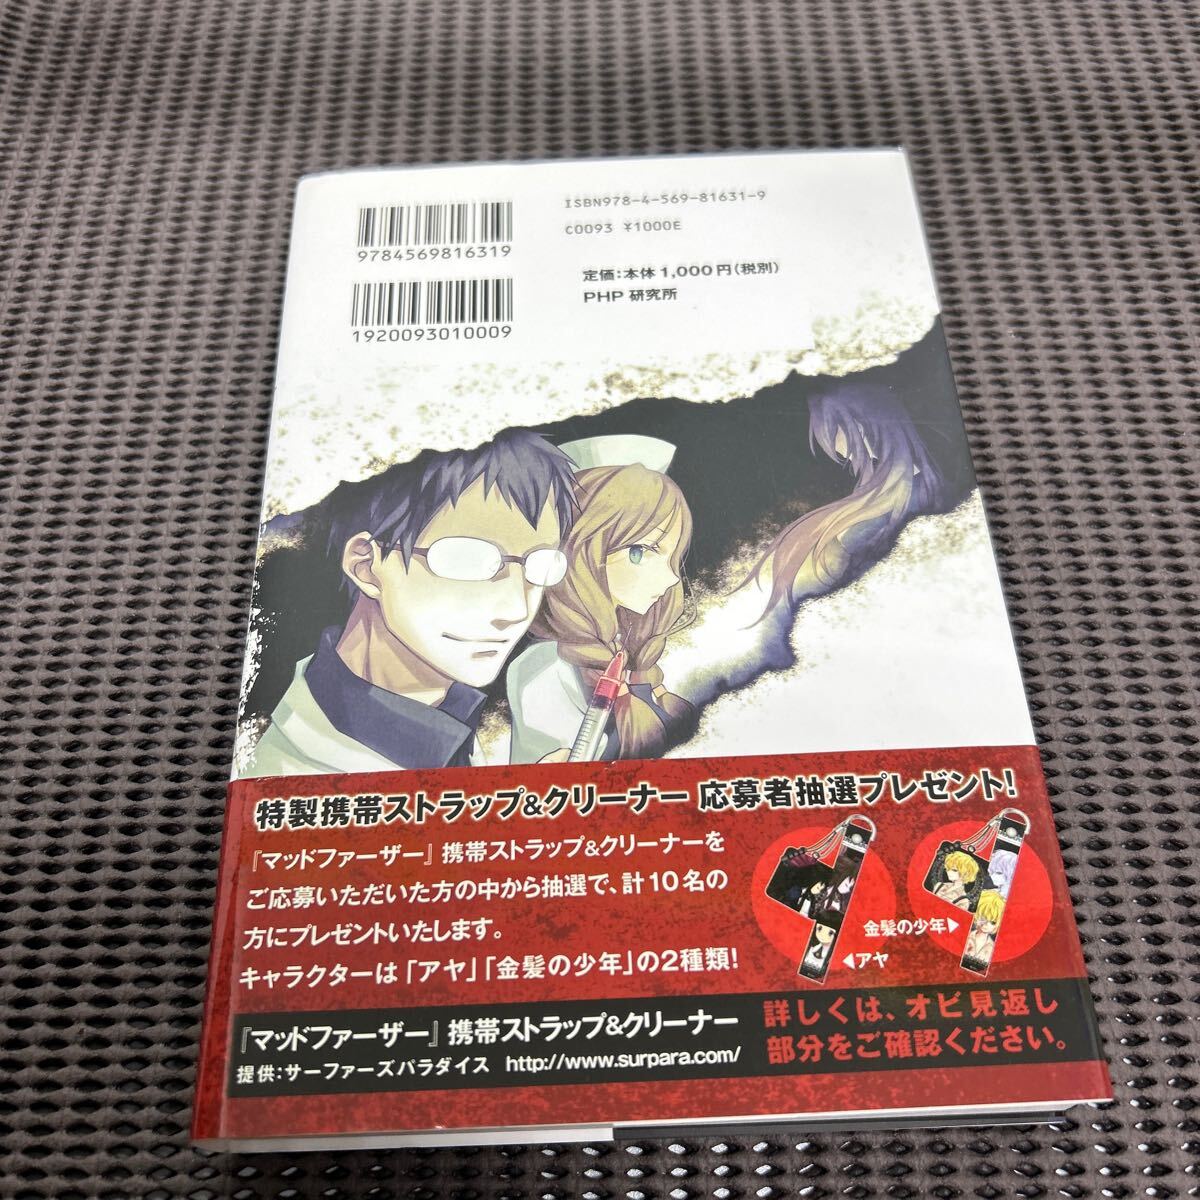 ISBN978-4-569-81631-9
C0093 ¥1000E
9784569816319
定価:本体1,000円(税別)
PHP 研究所
1920093010009
特製携帯ストラップ&クリーナー 応募者抽選プレゼント!
『マッドファーザー』携帯ストラップ&クリーナーを
ご応募いただいた方の中から抽選で、計10名の
方にプレゼントいたします。
キャラクターは「アヤ」「金髪の少年」の2種類!
金髪の少年▶
◀アヤ
『マッドファーザー』携帯ストラップ&クリーナー
提供:サーファーズパラダイス http://www.surpara.com/
詳しくは、オビ見返し
部分をご確認ください。